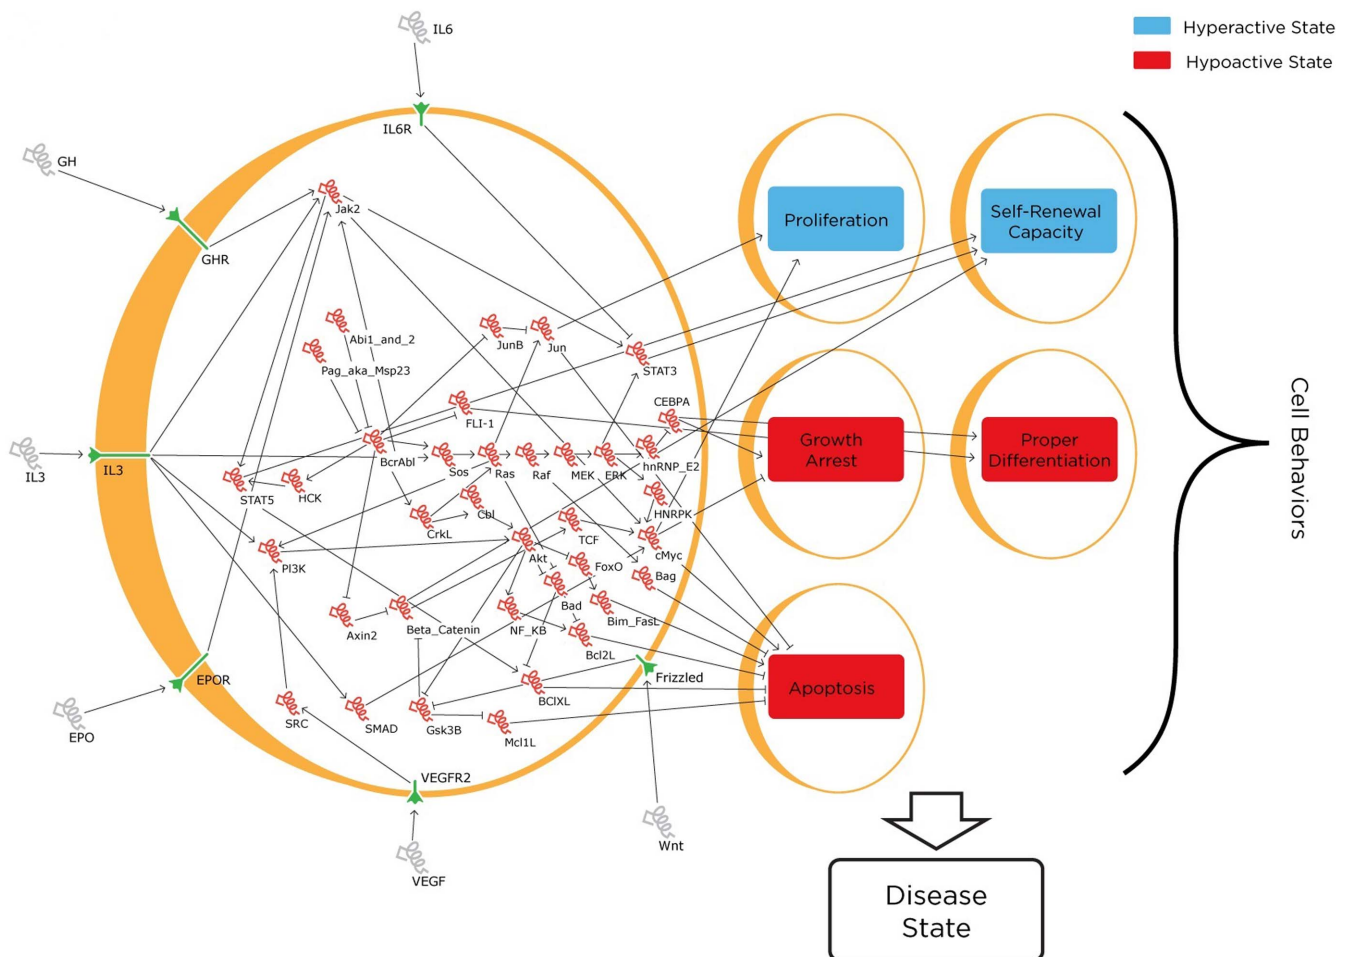 IL6
Hyperactive State
Hypoactive State
IL6R
GH
Jak2
GHR
Proliferation
Self-Renewal
Capacity
Abi1_and_2
Pag_aka_Msp23
JunB
Jun
STAT3
CEBPA
FLI-1
BcrAbl
Growth
Arrest
Proper
Differentiation
Cell Behaviors
IL3
IL3
Sos
Ras
Raf
MEK
ERK
hnRNP_E2
STAT5
HCK
HNRPK
CrkL
Cbl
TCF
cMyc
PI3K
Akt
FoxO
Bag
Bad
Axin2
Beta_Catenin
NF_KB
Bim_FasL
Bcl2L
EPOR
Frizzled
Apoptosis
BClXL
EPO
SRC
SMAD
Gsk3B
Mcl1L
VEGFR2
Wnt
VEGF
Disease
State